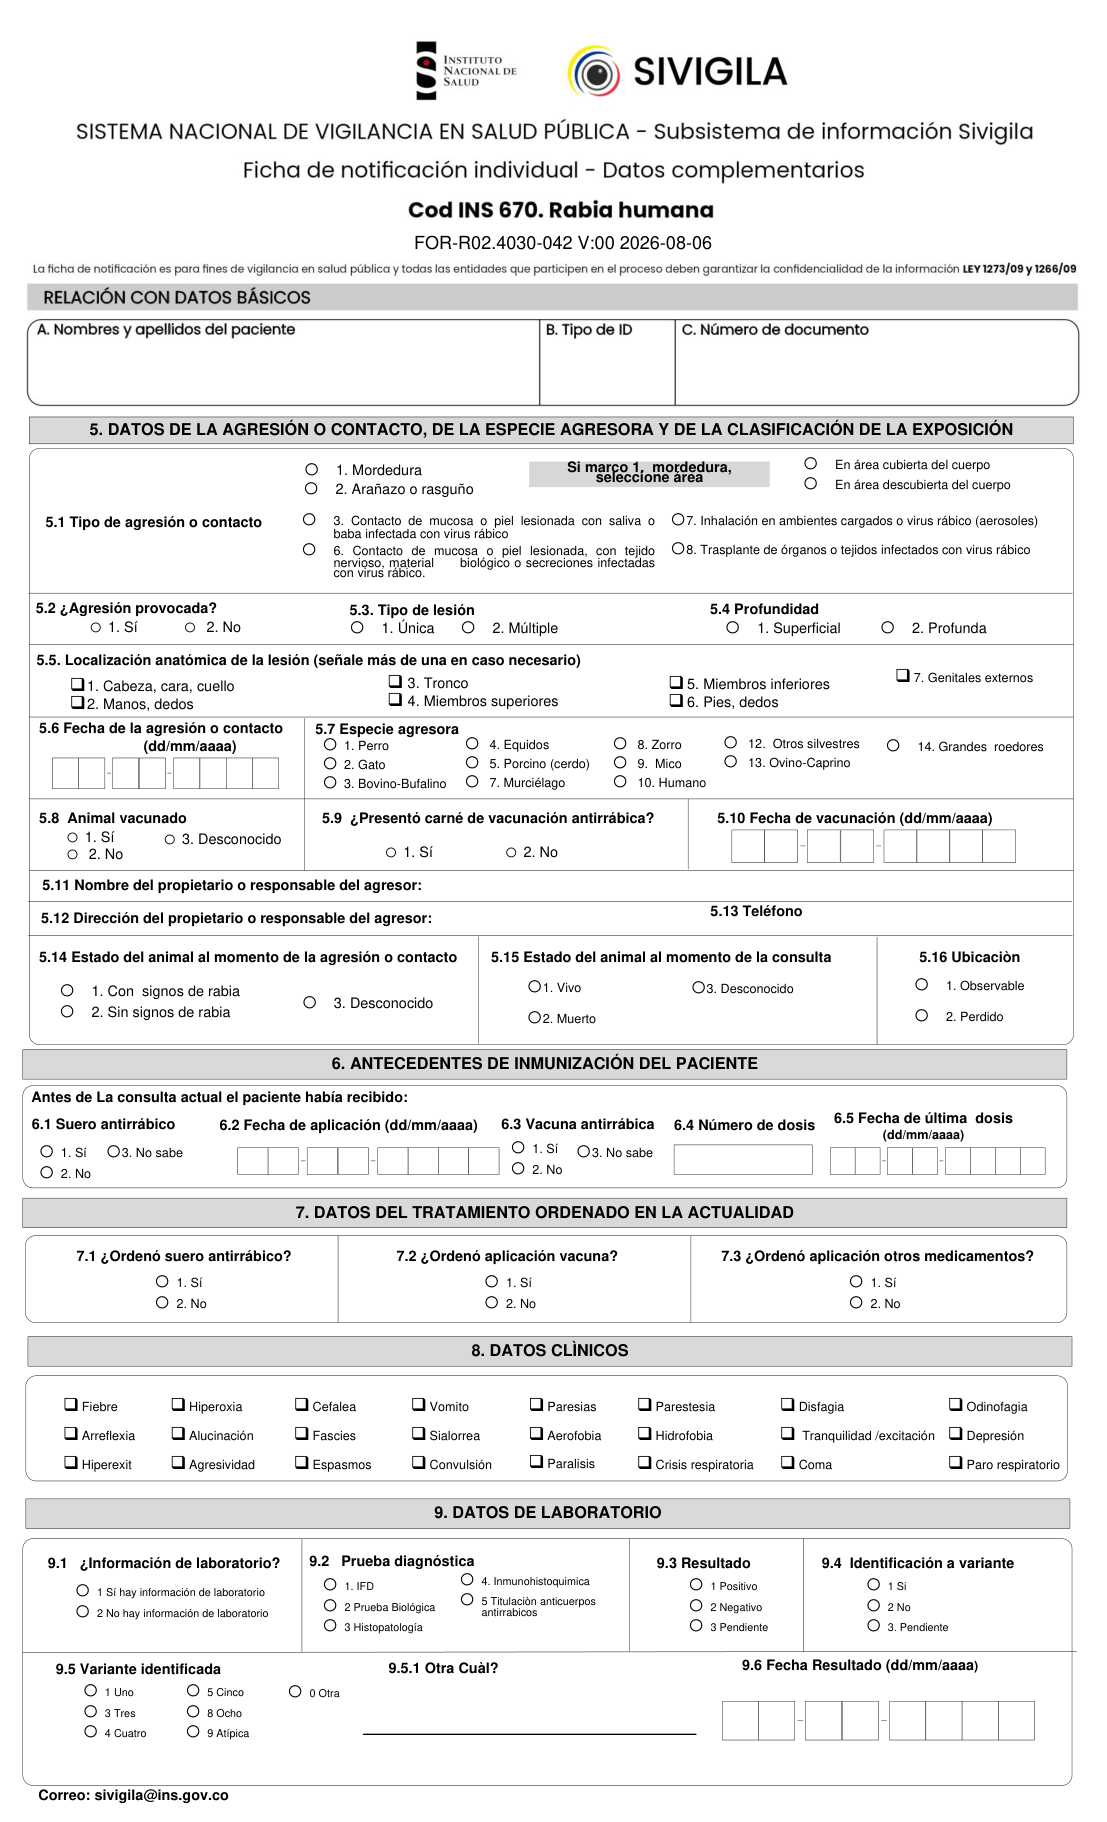 INSTITUTO
NACIONAL DE
SALUD
SIVIGILA
SISTEMA NACIONAL DE VIGILANCIA EN SALUD PÚBLICA - Subsistema de información Sivigila
Ficha de notificación individual - Datos complementarios
Cod INS 670. Rabia humana
FOR-R02.4030-042 V:00 2026-08-06
La ficha de notificación es para fines de vigilancia en salud pública y todas las entidades que participen en el proceso deben garantizar la confidencialidad de la información LEY 1273/09 y 1266/09
RELACIÓN CON DATOS BÁSICOS
A. Nombres y apellidos del paciente
B. Tipo de ID
C. Número de documento
5. DATOS DE LA AGRESIÓN O CONTACTO, DE LA ESPECIE AGRESORA Y DE LA CLASIFICACIÓN DE LA EXPOSICIÓN
5.1 Tipo de agresión o contacto
1. Mordedura
2. Arañazo o rasguño
Si marco 1, mordedura,
seleccione área
En área cubierta del cuerpo
En área descubierta del cuerpo
3. Contacto de mucosa o piel lesionada con saliva o
baba infectada con virus rábico
6. Contacto de mucosa o piel lesionada, con tejido
nervioso, material biológico o secreciones infectadas
con virus rábico.
7. Inhalación en ambientes cargados o virus rábico (aerosoles)
8. Trasplante de órganos o tejidos infectados con virus rábico
5.2 ¿Agresión provocada?
1. Sí 2. No
5.3. Tipo de lesión
1. Única 2. Múltiple
5.4 Profundidad
1. Superficial 2. Profunda
5.5. Localización anatómica de la lesión (señale más de una en caso necesario)
1. Cabeza, cara, cuello
2. Manos, dedos
3. Tronco
4. Miembros superiores
5. Miembros inferiores
6. Pies, dedos
7. Genitales externos
5.6 Fecha de la agresión o contacto
(dd/mm/aaaa)
5.7 Especie agresora
1. Perro
2. Gato
3. Bovino-Bufalino
4. Equidos
5. Porcino (cerdo)
7. Murciélago
8. Zorro
9. Mico
10. Humano
12. Otros silvestres
13. Ovino-Caprino
14. Grandes roedores
5.8 Animal vacunado
1. Sí
2. No
3. Desconocido
5.9 ¿Presentó carné de vacunación antirrábica?
1. Sí 2. No
5.10 Fecha de vacunación (dd/mm/aaaa)
5.11 Nombre del propietario o responsable del agresor:
5.12 Dirección del propietario o responsable del agresor:
5.13 Teléfono
5.14 Estado del animal al momento de la agresión o contacto
1. Con signos de rabia
2. Sin signos de rabia
3. Desconocido
5.15 Estado del animal al momento de la consulta
1. Vivo
2. Muerto
3. Desconocido
5.16 Ubicaciòn
1. Observable
2. Perdido
6. ANTECEDENTES DE INMUNIZACIÓN DEL PACIENTE
Antes de La consulta actual el paciente había recibido:
6.1 Suero antirrábico
1. Sí 3. No sabe
2. No
6.2 Fecha de aplicación (dd/mm/aaaa)
6.3 Vacuna antirrábica
1. Sí 3. No sabe
2. No
6.4 Número de dosis
6.5 Fecha de última dosis
(dd/mm/aaaa)
7. DATOS DEL TRATAMIENTO ORDENADO EN LA ACTUALIDAD
7.1 ¿Ordenó suero antirrábico?
1. Sí
2. No
7.2 ¿Ordenó aplicación vacuna?
1. Sí
2. No
7.3 ¿Ordenó aplicación otros medicamentos?
1. Sí
2. No
8. DATOS CLÌNICOS
Fiebre Hiperoxia Cefalea Vomito Paresias Parestesia Disfagia Odinofagia
Arreflexia Alucinación Fascies Sialorrea Aerofobia Hidrofobia Tranquilidad /excitación Depresión
Hiperexit Agresividad Espasmos Convulsión Paralisis Crisis respiratoria Coma Paro respiratorio
9. DATOS DE LABORATORIO
9.1 ¿Información de laboratorio?
1 Sí hay información de laboratorio
2 No hay información de laboratorio
9.2 Prueba diagnóstica
1. IFD
2 Prueba Biológica
3 Histopatología
4. Inmunohistoquimica
5 Titulaciòn anticuerpos
antirrabicos
9.3 Resultado
1 Positivo
2 Negativo
3 Pendiente
9.4 Identificación a variante
1 Si
2 No
3. Pendiente
9.5 Variante identificada
1 Uno
3 Tres
4 Cuatro
5 Cinco
8 Ocho
9 Atípica
0 Otra
9.5.1 Otra Cuàl?
9.6 Fecha Resultado (dd/mm/aaaa)
Correo: sivigila@ins.gov.co